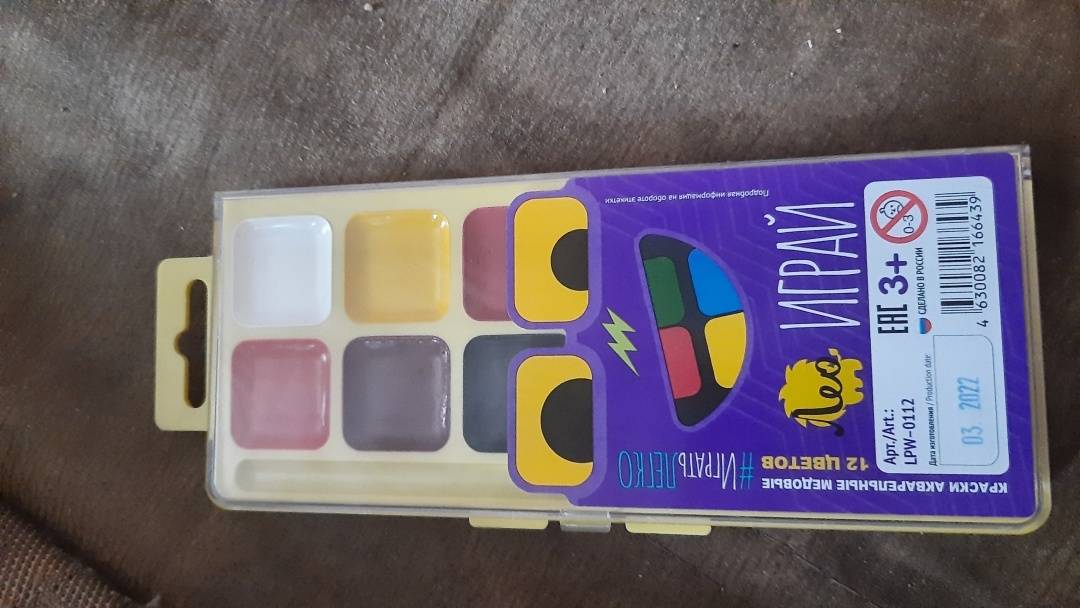 КРАСКИ АКВАРЕЛЬНЫЕ МЕДОВЫЕ
12 ЦВЕТОВ
#ИГРАТЬЛЕГКО
Лео
ИГРАЙ
Подробная информация на обороте этикетки
Арт./Art.:
LPW-0112
Дата изготовления / Production date:
03. 2022
ЕАС 3+
0-3
СДЕЛАНО В РОССИИ
4 630082 166439